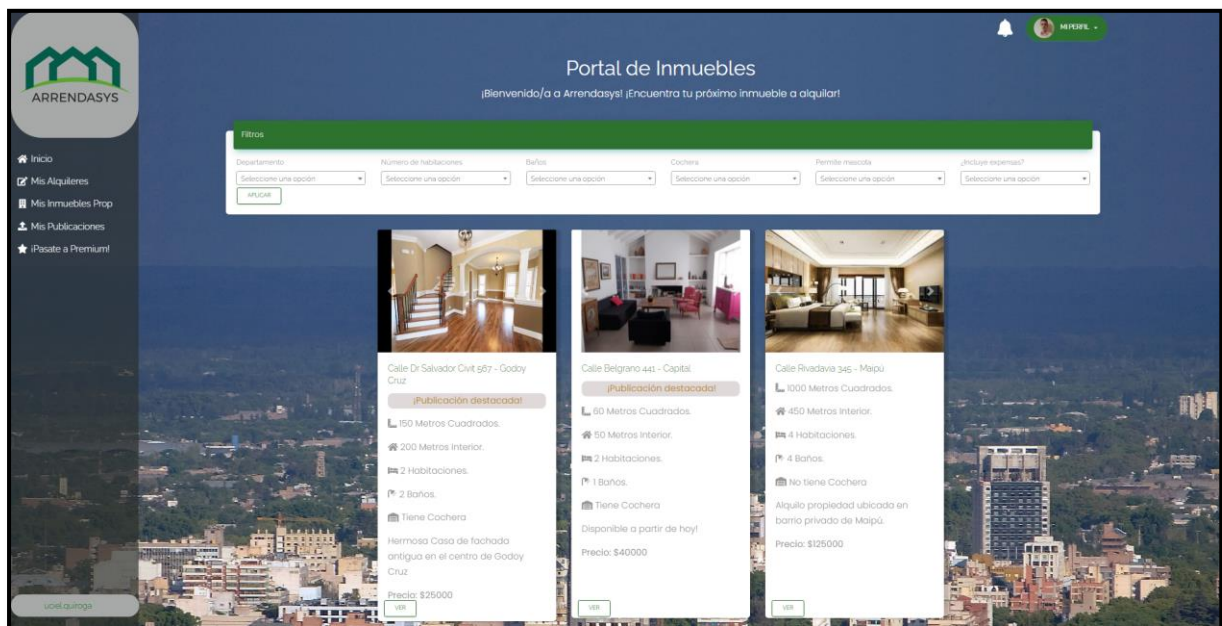 MI PERFIL
ARRENDASYS
Portal de Inmuebles
¡Bienvenido/a a Arrendasys! ¡Encuentra tu próximo inmueble a alquilar!
Filtros
Departamento
Número de habitaciones
Baños
Cochera
Permite mascota
¿Incluye expensas?
Seleccione una opción
Seleccione una opción
Seleccione una opción
Seleccione una opción
Seleccione una opción
Seleccione una opción
APLICAR
Inicio
Mis Alquileres
Mis Inmuebles Prop
Mis Publicaciones
¡Pasate a Premium!
Calle Dr Salvador Civit 567 - Godoy
Cruz
¡Publicación destacada!
150 Metros Cuadrados.
200 Metros Interior.
2 Habitaciones.
2 Baños.
Tiene Cochera
Hermosa Casa de fachada
antigua en el centro de Godoy
Cruz
Precio: $25000
VER
Calle Belgrano 441 - Capital
¡Publicación destacada!
60 Metros Cuadrados.
50 Metros Interior.
2 Habitaciones.
1 Baños.
Tiene Cochera
Disponible a partir de hoy!
Precio: $40000
VER
Calle Rivadavia 345 - Maipú
1000 Metros Cuadrados.
450 Metros Interior.
4 Habitaciones.
4 Baños.
No tiene Cochera
Alquilo propiedad ubicada en
barrio privado de Maipú.
Precio: $125000
VER
uciel.quiroga